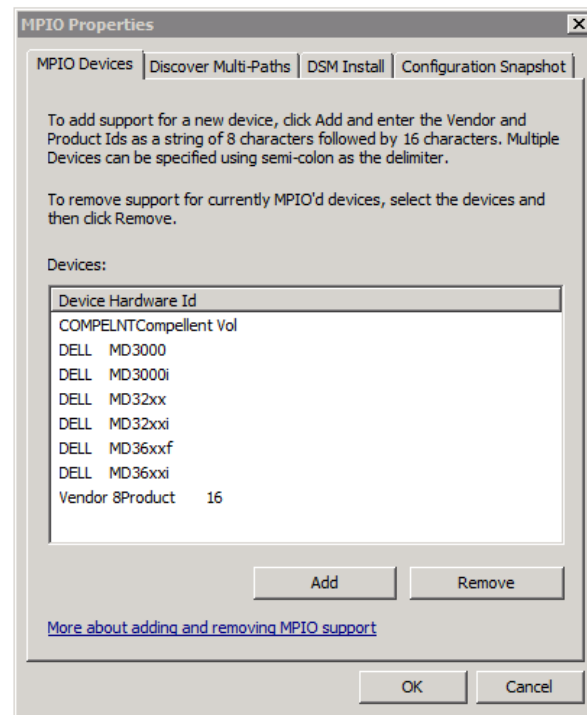 MPIO Properties
MPIO Devices Discover Multi-Paths DSM Install Configuration Snapshot
To add support for a new device, click Add and enter the Vendor and
Product Ids as a string of 8 characters followed by 16 characters. Multiple
Devices can be specified using semi-colon as the delimiter.
To remove support for currently MPIO'd devices, select the devices and
then click Remove.
Devices:
Device Hardware Id
COMPELNTCompellent Vol
DELL MD3000
DELL MD3000i
DELL MD32xx
DELL MD32xxi
DELL MD36xxf
DELL MD36xxi
Vendor 8Product 16
Add Remove
More about adding and removing MPIO support
OK Cancel